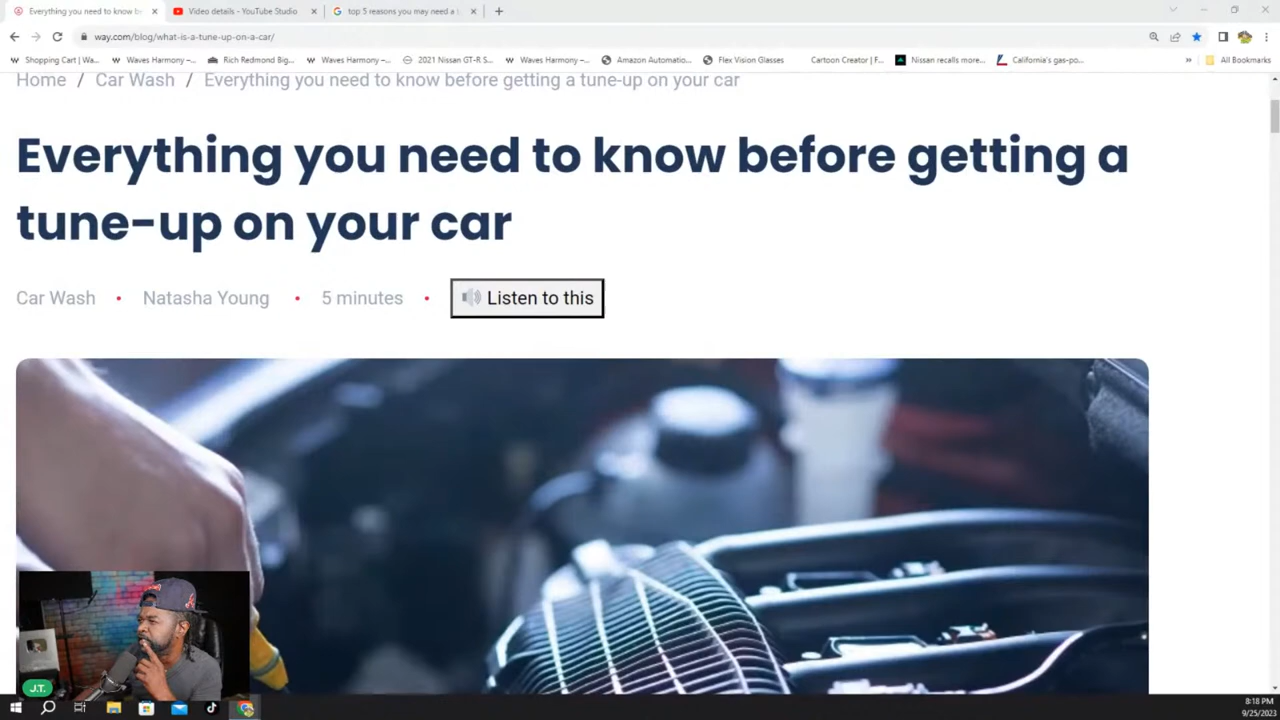 Everything you need to know b
Video details - YouTube Studio
top 5 reasons you may need a
way.com/blog/what-is-a-tune-up-on-a-car/
Shopping Cart | Wa...
Waves Harmony –...
Rich Redmond Big...
Waves Harmony –...
2021 Nissan GT-R S...
Waves Harmony –...
Amazon Automatio...
Flex Vision Glasses
Cartoon Creator | F...
Nissan recalls more...
California's gas-po...
»
All Bookmarks
Home / Car Wash / Everything you need to know before getting a tune-up on your car
Everything you need to know before getting a
tune-up on your car
Car Wash • Natasha Young • 5 minutes • Listen to this
J.T.
8:18 PM
9/25/2023